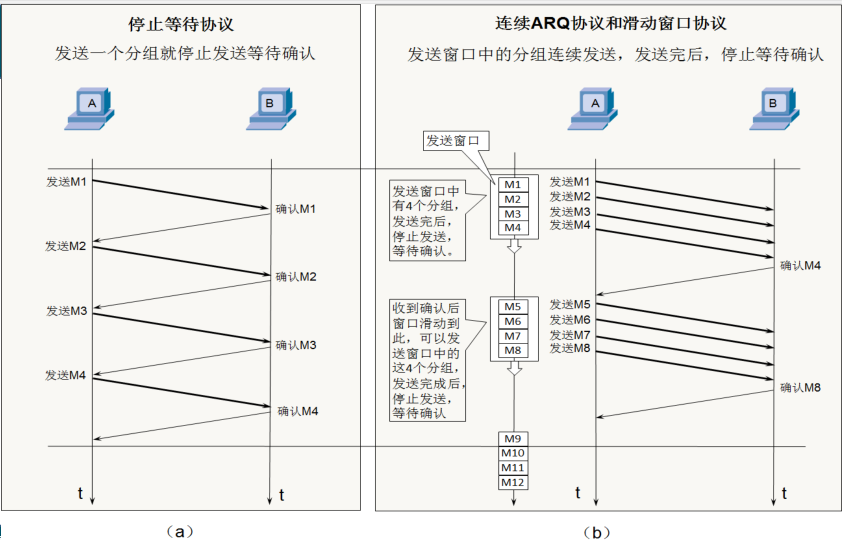 停止等待协议
发送一个分组就停止发送等待确认
A
B
发送M1
确认M1
发送M2
确认M2
发送M3
确认M3
发送M4
确认M4
t
t
(a)
连续ARQ协议和滑动窗口协议
发送窗口中的分组连续发送，发送完后，停止等待确认
A
B
发送窗口
发送窗口中
有4个分组，
发送完后，
停止发送，
等待确认。
M1
M2
M3
M4
发送M1
发送M2
发送M3
发送M4
确认M4
收到确认后
窗口滑动到
此，可以发
送窗口中的
这4个分组，
发送完成后，
停止发送，
等待确认
M5
M6
M7
M8
发送M5
发送M6
发送M7
发送M8
确认M8
M9
M10
M11
M12
t
t
(b)